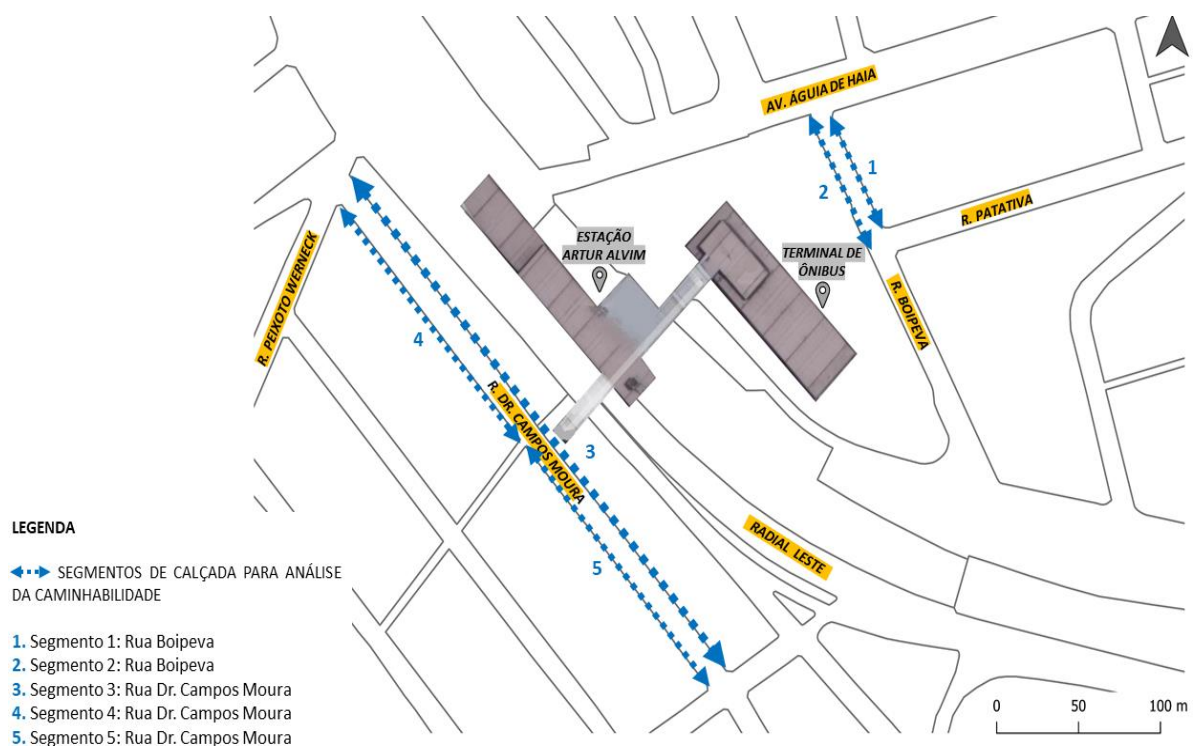 AV. ÁGUIA DE HAIA
1
2
R. PATATIVA
ESTAÇÃO
ARTUR ALVIM
TERMINAL DE
ÔNIBUS
R. PEIXOTO WERNECK
R. BOIPEVA
4
R. DR. CAMPOS MOURA
3
RADIAL LESTE
5
LEGENDA
SEGMENTOS DE CALÇADA PARA ANÁLISE
DA CAMINHABILIDADE
1. Segmento 1: Rua Boipeva
2. Segmento 2: Rua Boipeva
3. Segmento 3: Rua Dr. Campos Moura
4. Segmento 4: Rua Dr. Campos Moura
5. Segmento 5: Rua Dr. Campos Moura
0 50 100 m